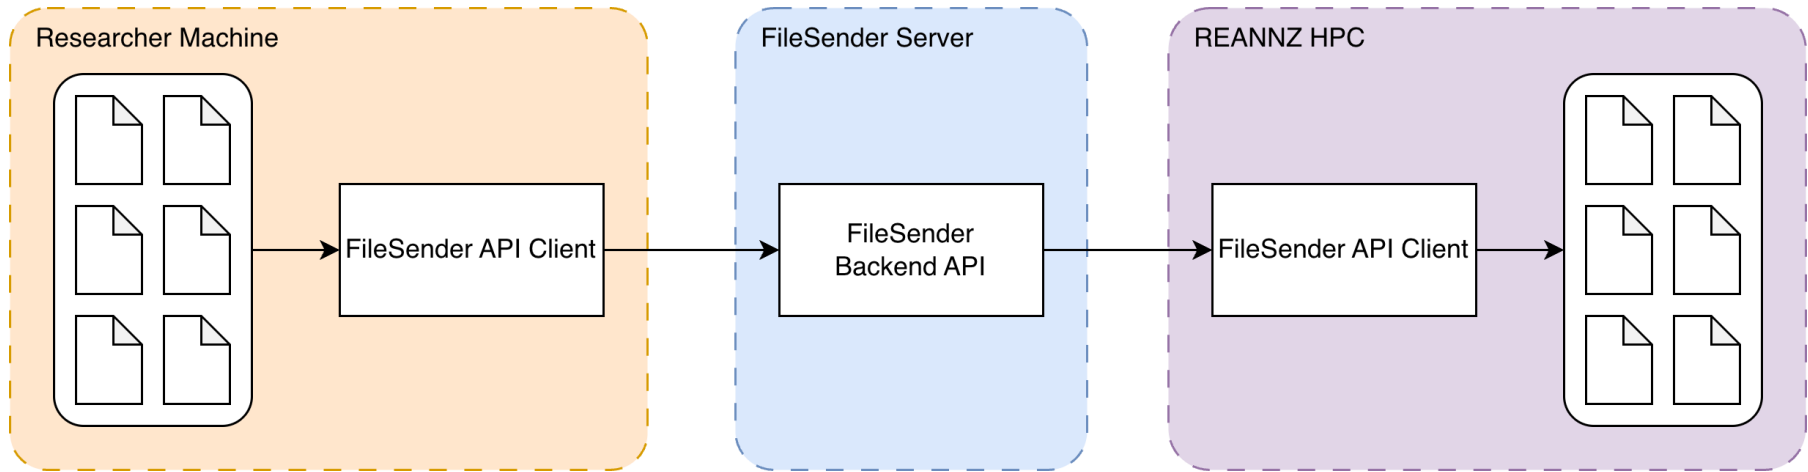 Researcher Machine
FileSender API Client
FileSender Server
FileSender
Backend API
REANNZ HPC
FileSender API Client